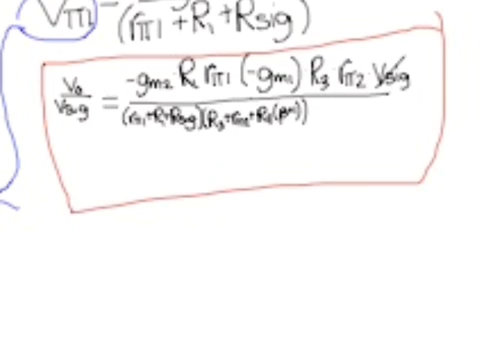 Vπ1 = (rπ1 + R1 + Rsig)
Vo/Vsig = -gm2 RL rπ1 (-gm1) R3 rπ2 Vsig
(rπ1+R1+Rsig)(R3+rπ2+R4(β+1))